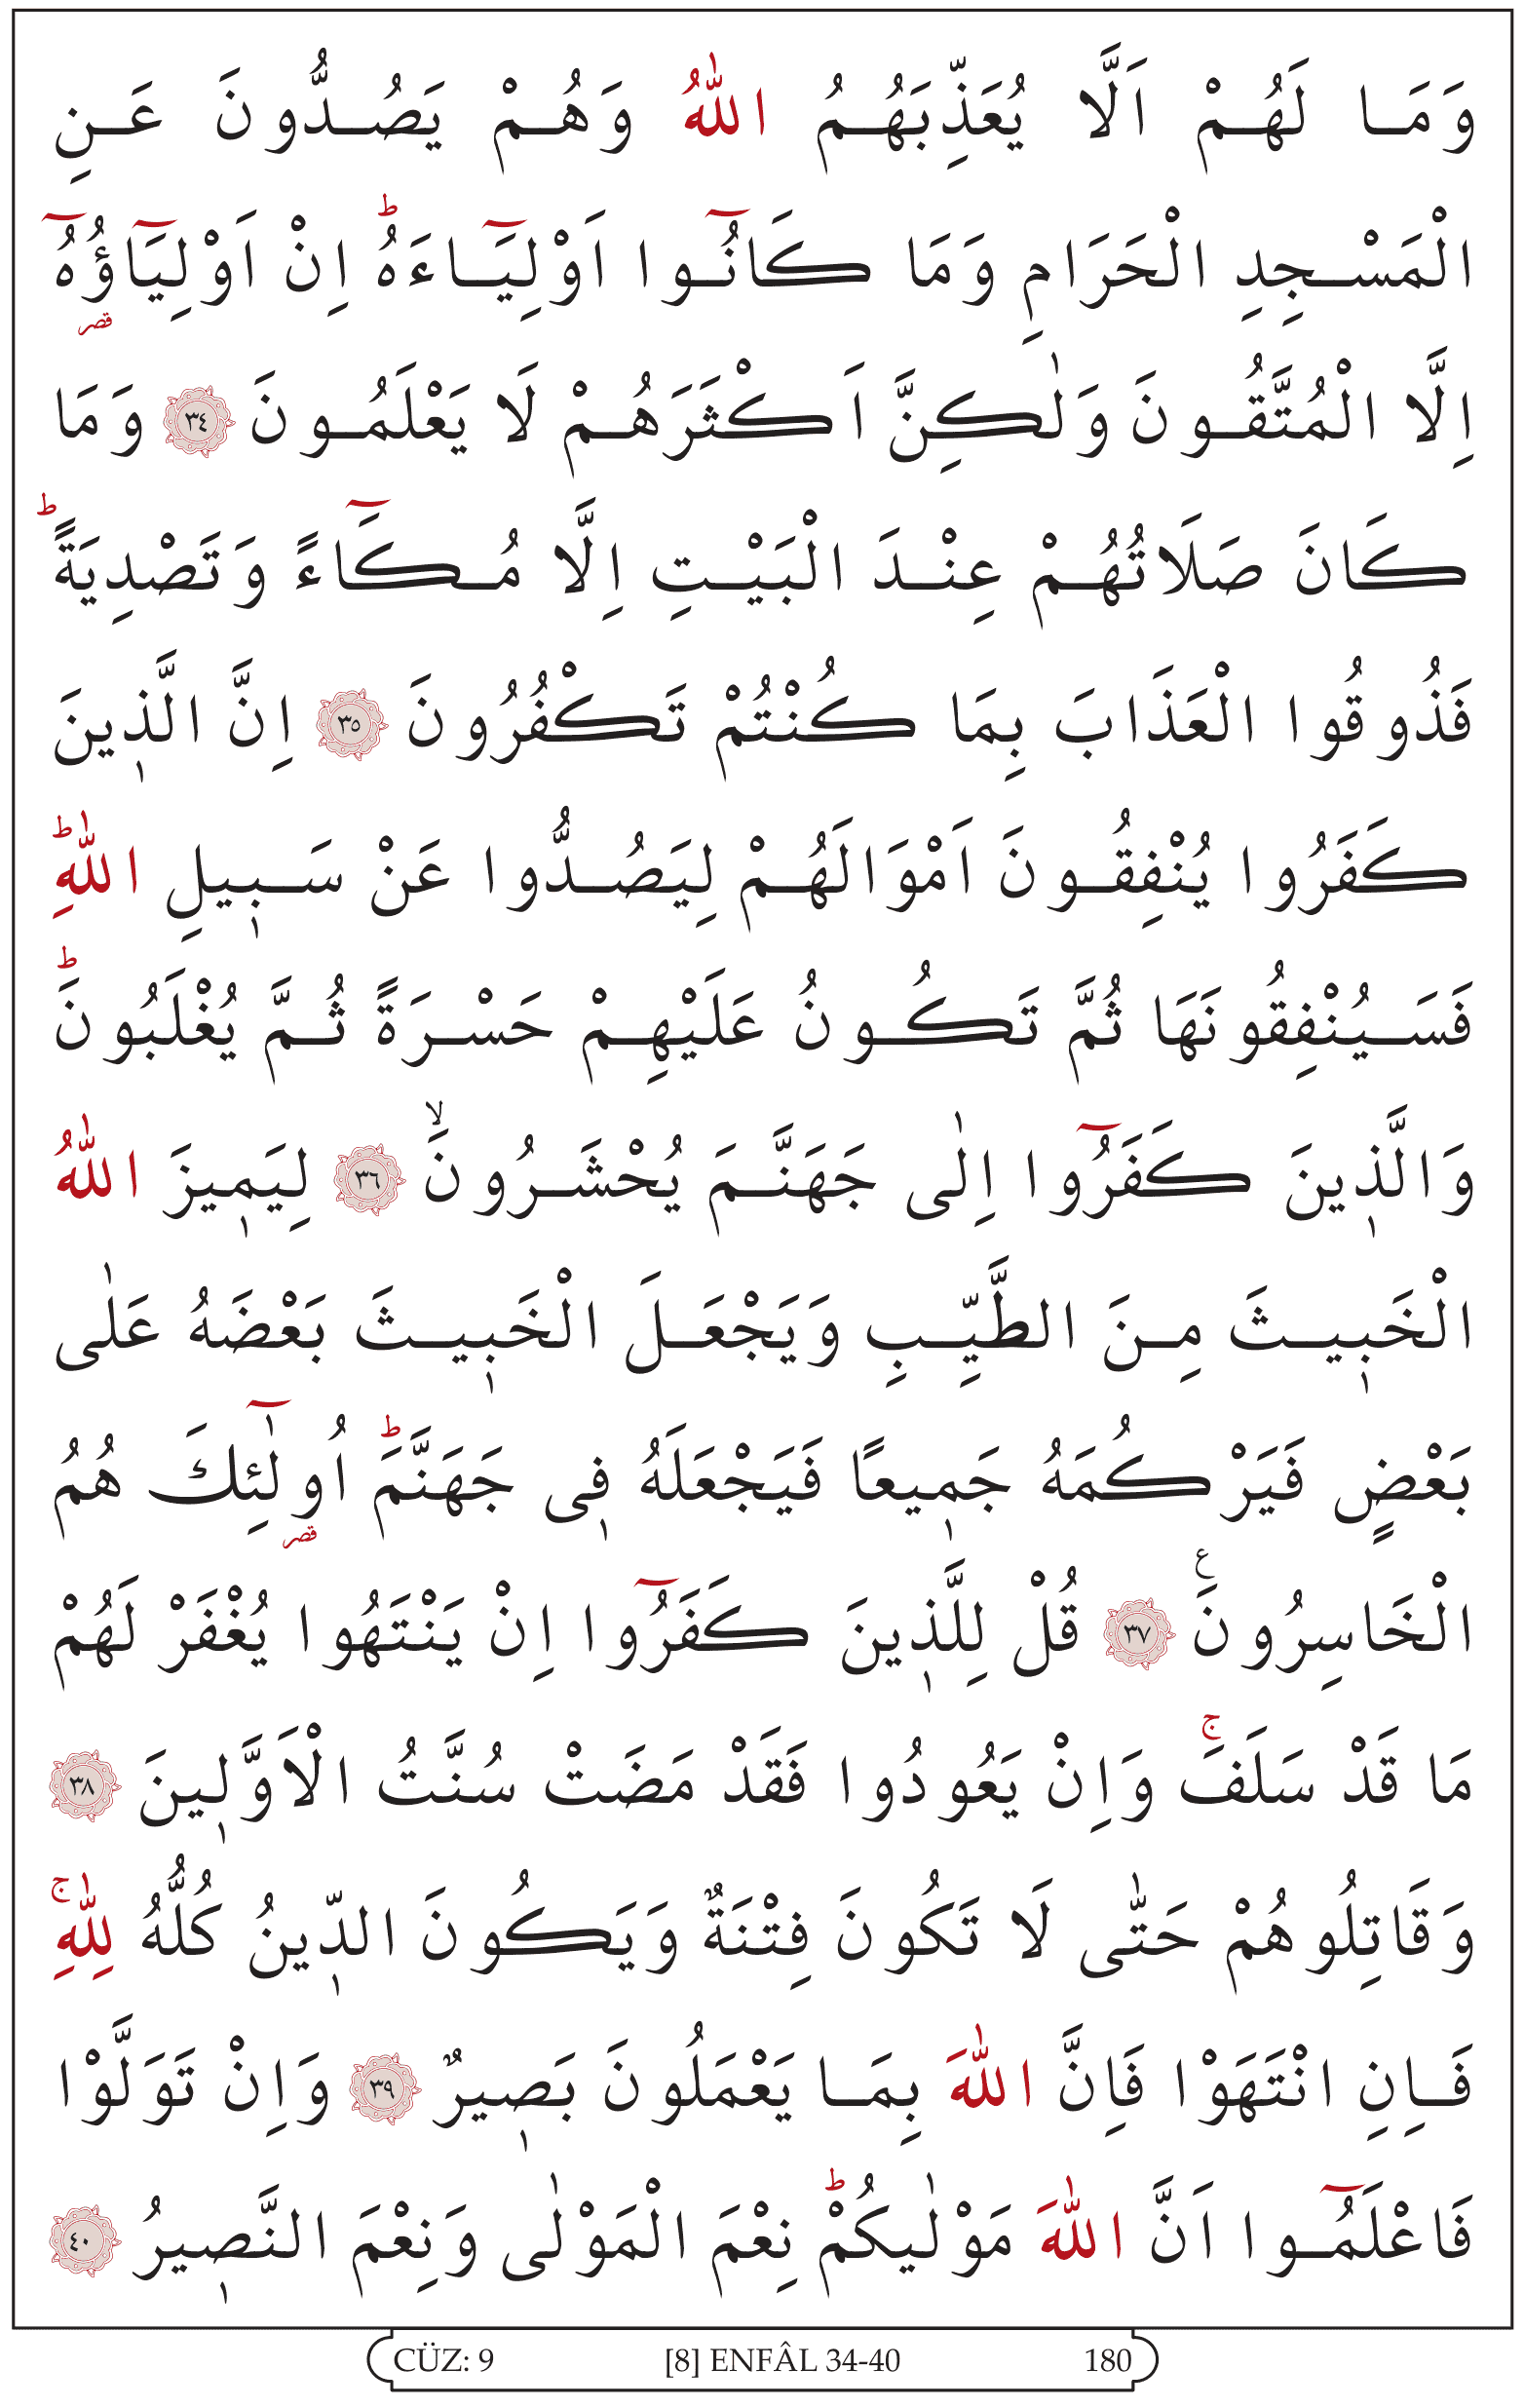 وَمَا لَهُمْ اَلَّا يُعَذِّبَهُمُ اللّٰهُ وَهُمْ يَصُدُّونَ عَنِ
الْمَسْجِدِ الْحَرَامِ وَمَا كَانُٓوا اَوْلِيَٓاءَهُۜ اِنْ اَوْلِيَٓاؤُ۬هُٓ
اِلَّا الْمُتَّقُونَ وَلٰكِنَّ اَكْثَرَهُمْ لَا يَعْلَمُونَ ﴿٣٤﴾ وَمَا
كَانَ صَلَاتُهُمْ عِنْدَ الْبَيْتِ اِلَّا مُكَٓاءً وَتَصْدِيَةًۜ
فَذُوقُوا الْعَذَابَ بِمَا كُنْتُمْ تَكْفُرُونَ ﴿٣٥﴾ اِنَّ الَّذ۪ينَ
كَفَرُوا يُنْفِقُونَ اَمْوَالَهُمْ لِيَصُدُّوا عَنْ سَب۪يلِ اللّٰهِۜ
فَسَيُنْفِقُونَهَا ثُمَّ تَكُونُ عَلَيْهِمْ حَسْرَةً ثُمَّ يُغْلَبُونَۜ
وَالَّذ۪ينَ كَفَرُٓوا اِلٰى جَهَنَّمَ يُحْشَرُونَۙ ﴿٣٦﴾ لِيَم۪يزَ اللّٰهُ
الْخَب۪يثَ مِنَ الطَّيِّبِ وَيَجْعَلَ الْخَب۪يثَ بَعْضَهُ عَلٰى
بَعْضٍ فَيَرْكُمَهُ جَم۪يعًا فَيَجْعَلَهُ ف۪ى جَهَنَّمَۜ اُو۬لٰٓئِكَ هُمُ
الْخَاسِرُونَ۟ ﴿٣٧﴾ قُلْ لِلَّذ۪ينَ كَفَرُٓوا اِنْ يَنْتَهُوا يُغْفَرْ لَهُمْ
مَا قَدْ سَلَفَۚ وَاِنْ يَعُودُوا فَقَدْ مَضَتْ سُنَّتُ الْاَوَّل۪ينَ ﴿٣٨﴾
وَقَاتِلُوهُمْ حَتّٰى لَا تَكُونَ فِتْنَةٌ وَيَكُونَ الدّ۪ينُ كُلُّهُ لِلّٰهِۚ
فَاِنِ انْتَهَوْا فَاِنَّ اللّٰهَ بِمَا يَعْمَلُونَ بَص۪يرٌ ﴿٣٩﴾ وَاِنْ تَوَلَّوْا
فَاعْلَمُٓوا اَنَّ اللّٰهَ مَوْلٰيكُمْۜ نِعْمَ الْمَوْلٰى وَنِعْمَ النَّص۪يرُ ﴿٤٠﴾
CÜZ: 9 [8] ENFÂL 34-40 180